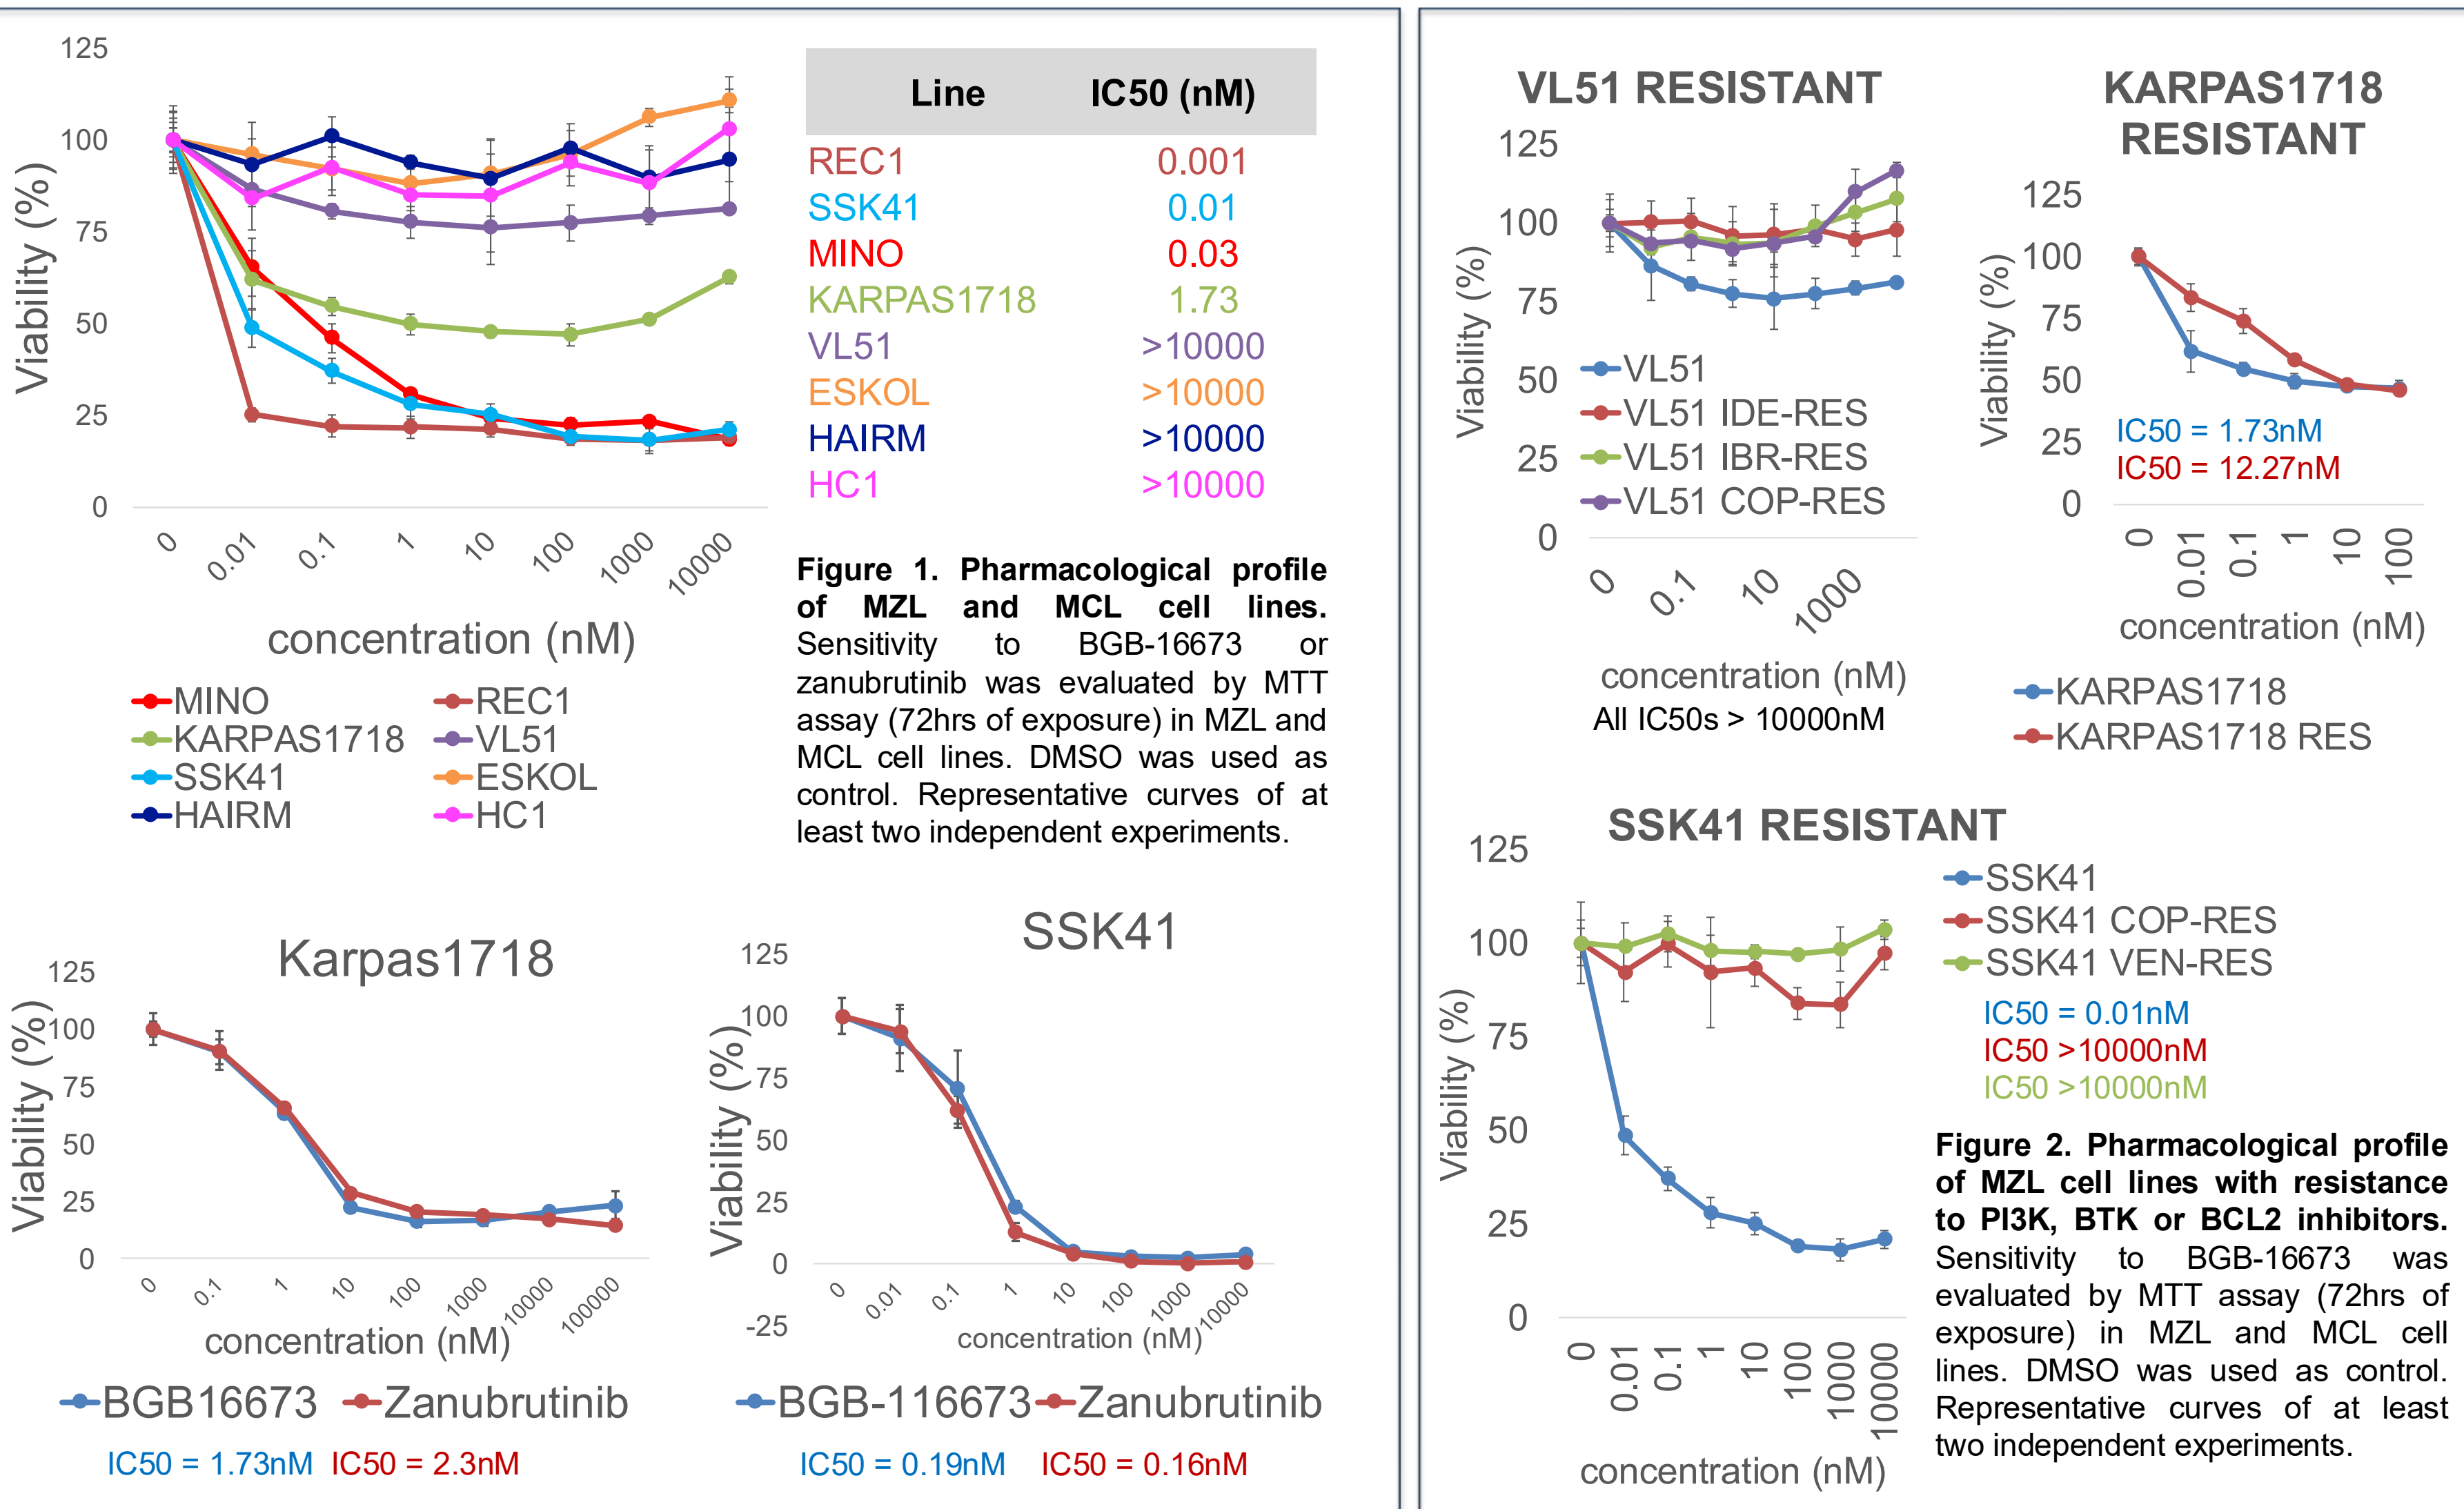 125
100
75
50
25
0
Viability (%)
0
0.01
0.1
1
10
100
1000
10000
concentration (nM)
MINO REC1
KARPAS1718 VL51
SSK41 ESKOL
HAIRM HC1
Line IC50 (nM)
REC1 0.001
SSK41 0.01
MINO 0.03
KARPAS1718 1.73
VL51 >10000
ESKOL >10000
HAIRM >10000
HC1 >10000
Figure 1. Pharmacological profile
of MZL and MCL cell lines.
Sensitivity to BGB-16673 or
zanubrutinib was evaluated by MTT
assay (72hrs of exposure) in MZL and
MCL cell lines. DMSO was used as
control. Representative curves of at
least two independent experiments.
Karpas1718
125
100
75
50
25
0
Viability (%)
0
0.1
1
10
100
1000
10000
100000
concentration (nM)
BGB16673 Zanubrutinib
IC50 = 1.73nM IC50 = 2.3nM
SSK41
125
100
75
50
25
0
-25
Viability (%)
0
0.01
0.1
1
10
100
1000
10000
concentration (nM)
BGB-116673 Zanubrutinib
IC50 = 0.19nM IC50 = 0.16nM
VL51 RESISTANT
125
100
75
50
25
0
Viability (%)
VL51
VL51 IDE-RES
VL51 IBR-RES
VL51 COP-RES
0
0.1
10
1000
concentration (nM)
All IC50s > 10000nM
KARPAS1718
RESISTANT
125
100
75
50
25
0
Viability (%)
IC50 = 1.73nM
IC50 = 12.27nM
0
0.01
0.1
1
10
100
concentration (nM)
KARPAS1718
KARPAS1718 RES
SSK41 RESISTANT
125
100
75
50
25
0
Viability (%)
0
0.01
0.1
1
10
100
1000
10000
concentration (nM)
SSK41
SSK41 COP-RES
SSK41 VEN-RES
IC50 = 0.01nM
IC50 >10000nM
IC50 >10000nM
Figure 2. Pharmacological profile
of MZL cell lines with resistance
to PI3K, BTK or BCL2 inhibitors.
Sensitivity to BGB-16673 was
evaluated by MTT assay (72hrs of
exposure) in MZL and MCL cell
lines. DMSO was used as control.
Representative curves of at least
two independent experiments.